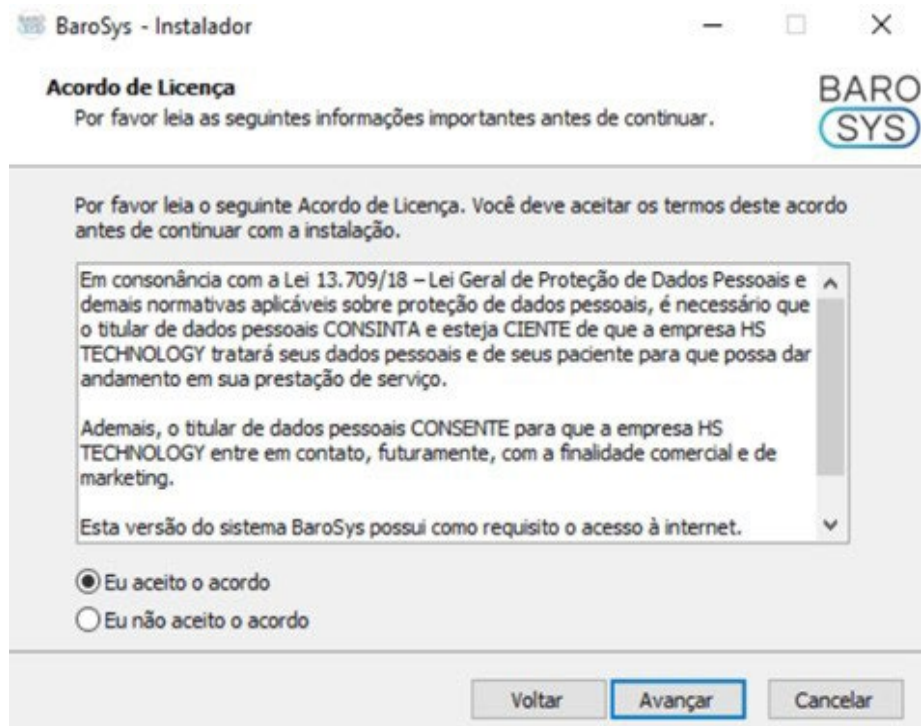 BaroSys - Instalador
Acordo de Licença
Por favor leia as seguintes informações importantes antes de continuar.
BARO
SYS
Por favor leia o seguinte Acordo de Licença. Você deve aceitar os termos deste acordo
antes de continuar com a instalação.
Em consonância com a Lei 13.709/18 – Lei Geral de Proteção de Dados Pessoais e
demais normativas aplicáveis sobre proteção de dados pessoais, é necessário que
o titular de dados pessoais CONSINTA e esteja CIENTE de que a empresa HS
TECHNOLOGY tratará seus dados pessoais e de seus paciente para que possa dar
andamento em sua prestação de serviço.
Ademais, o titular de dados pessoais CONSENTE para que a empresa HS
TECHNOLOGY entre em contato, futuramente, com a finalidade comercial e de
marketing.
Esta versão do sistema BaroSys possui como requisito o acesso à internet.
Eu aceito o acordo
Eu não aceito o acordo
Voltar
Avançar
Cancelar